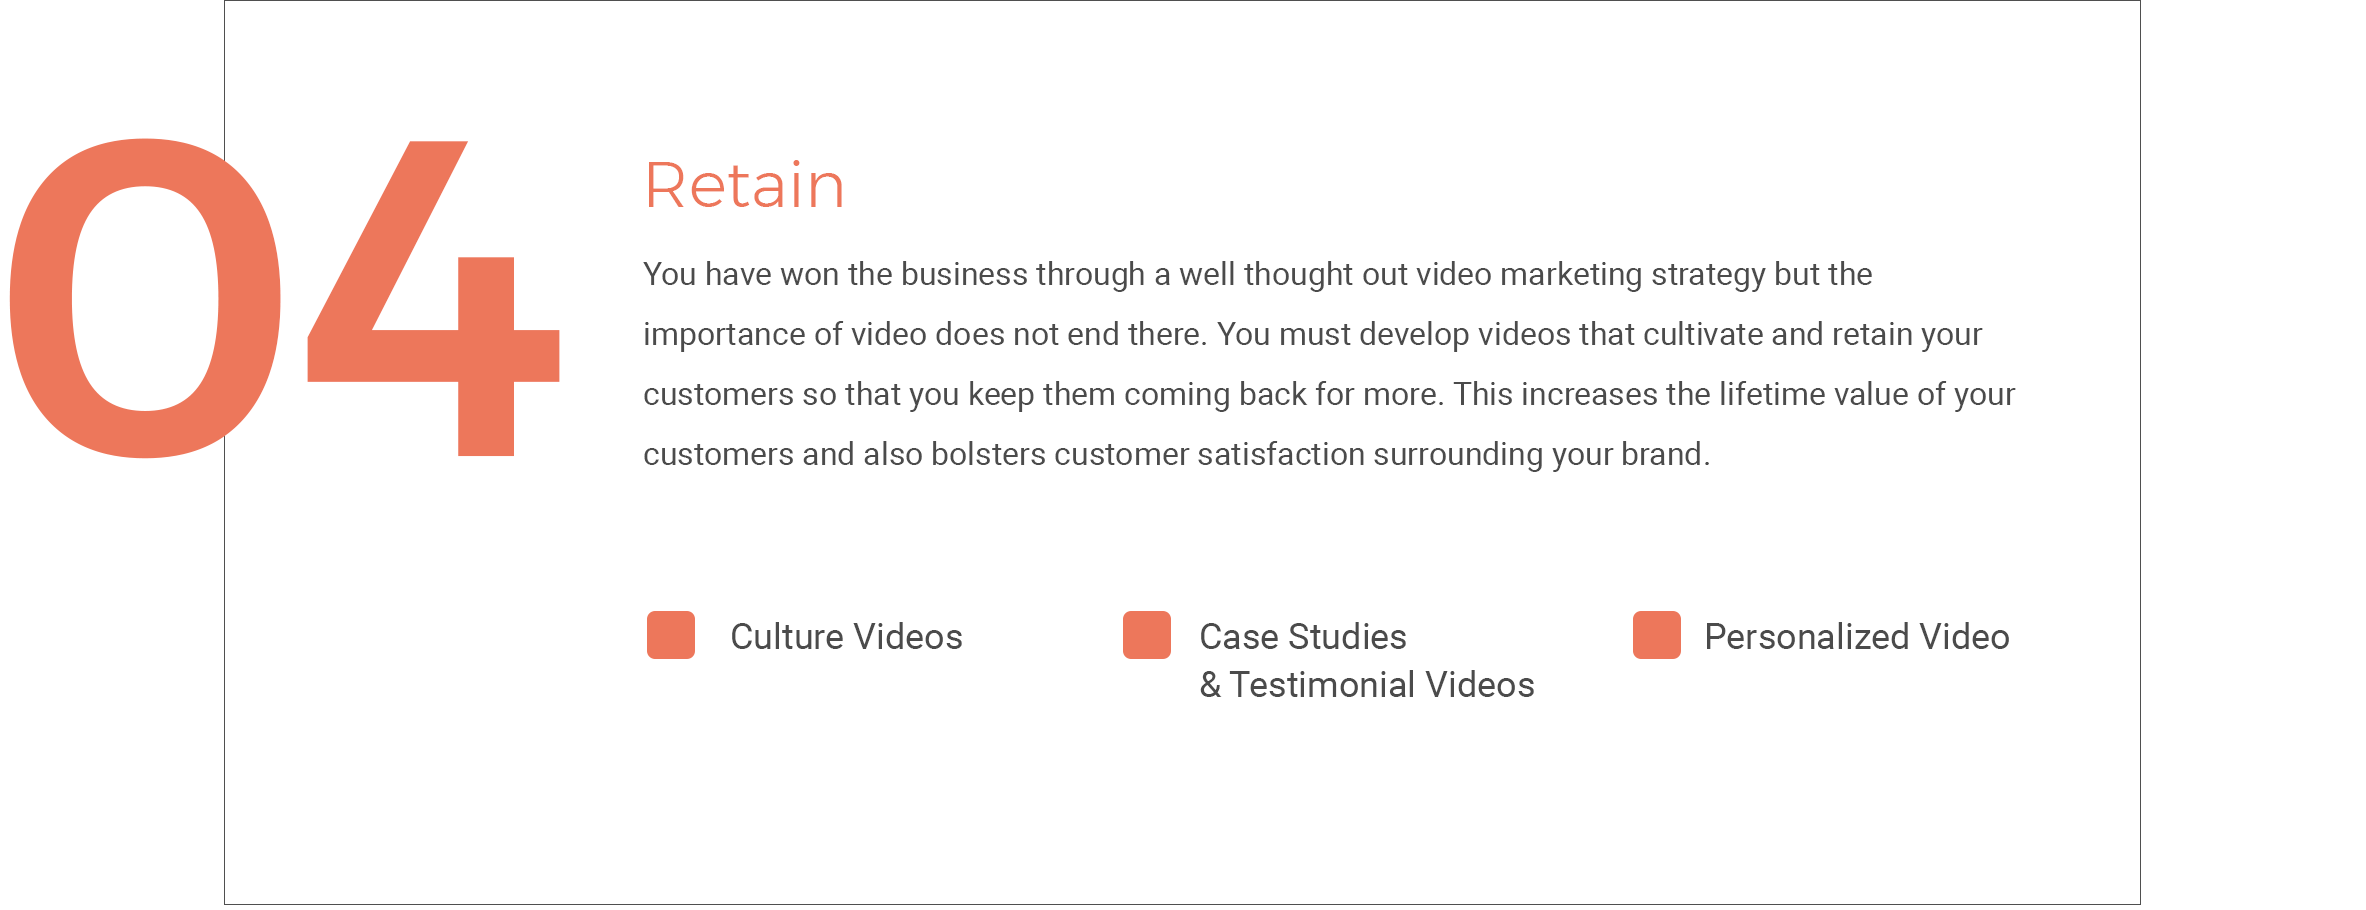 04
Retain
You have won the business through a well thought out video marketing strategy but the
importance of video does not end there. You must develop videos that cultivate and retain your
customers so that you keep them coming back for more. This increases the lifetime value of your
customers and also bolsters customer satisfaction surrounding your brand.
Culture Videos
Case Studies
& Testimonial Videos
Personalized Video